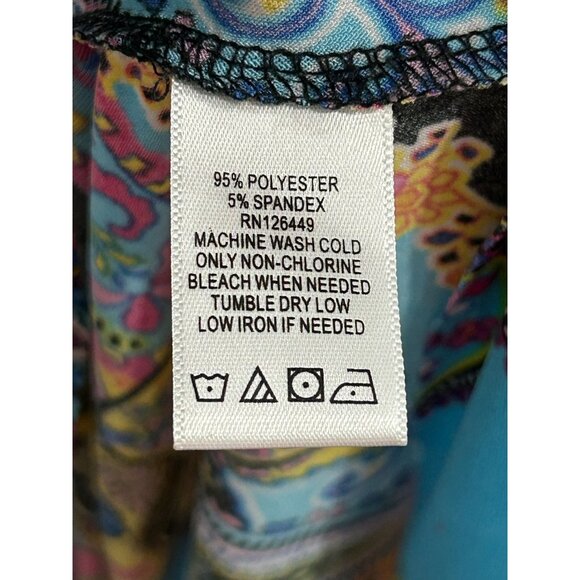 95% POLYESTER
5% SPANDEX
RN126449
MACHINE WASH COLD
ONLY NON-CHLORINE
BLEACH WHEN NEEDED
TUMBLE DRY LOW
LOW IRON IF NEEDED